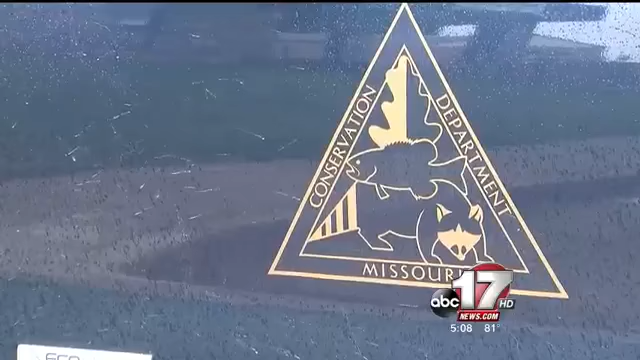 CONSERVATION
DEPARTMENT
MISSOURI
abc 17 HD
NEWS.COM
5:08 81°